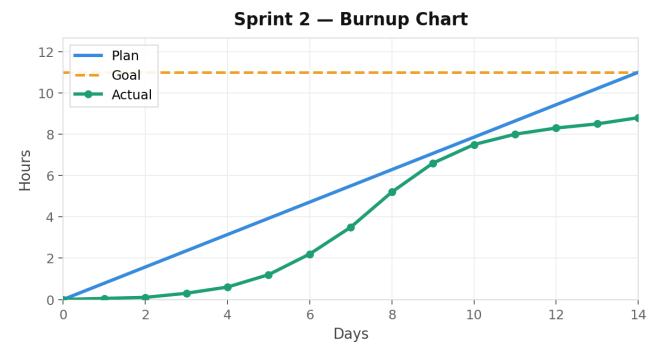 Sprint 2 — Burnup Chart
Plan
Goal
Actual
12
10
8
6
4
2
0
Hours
0 2 4 6 8 10 12 14
Days